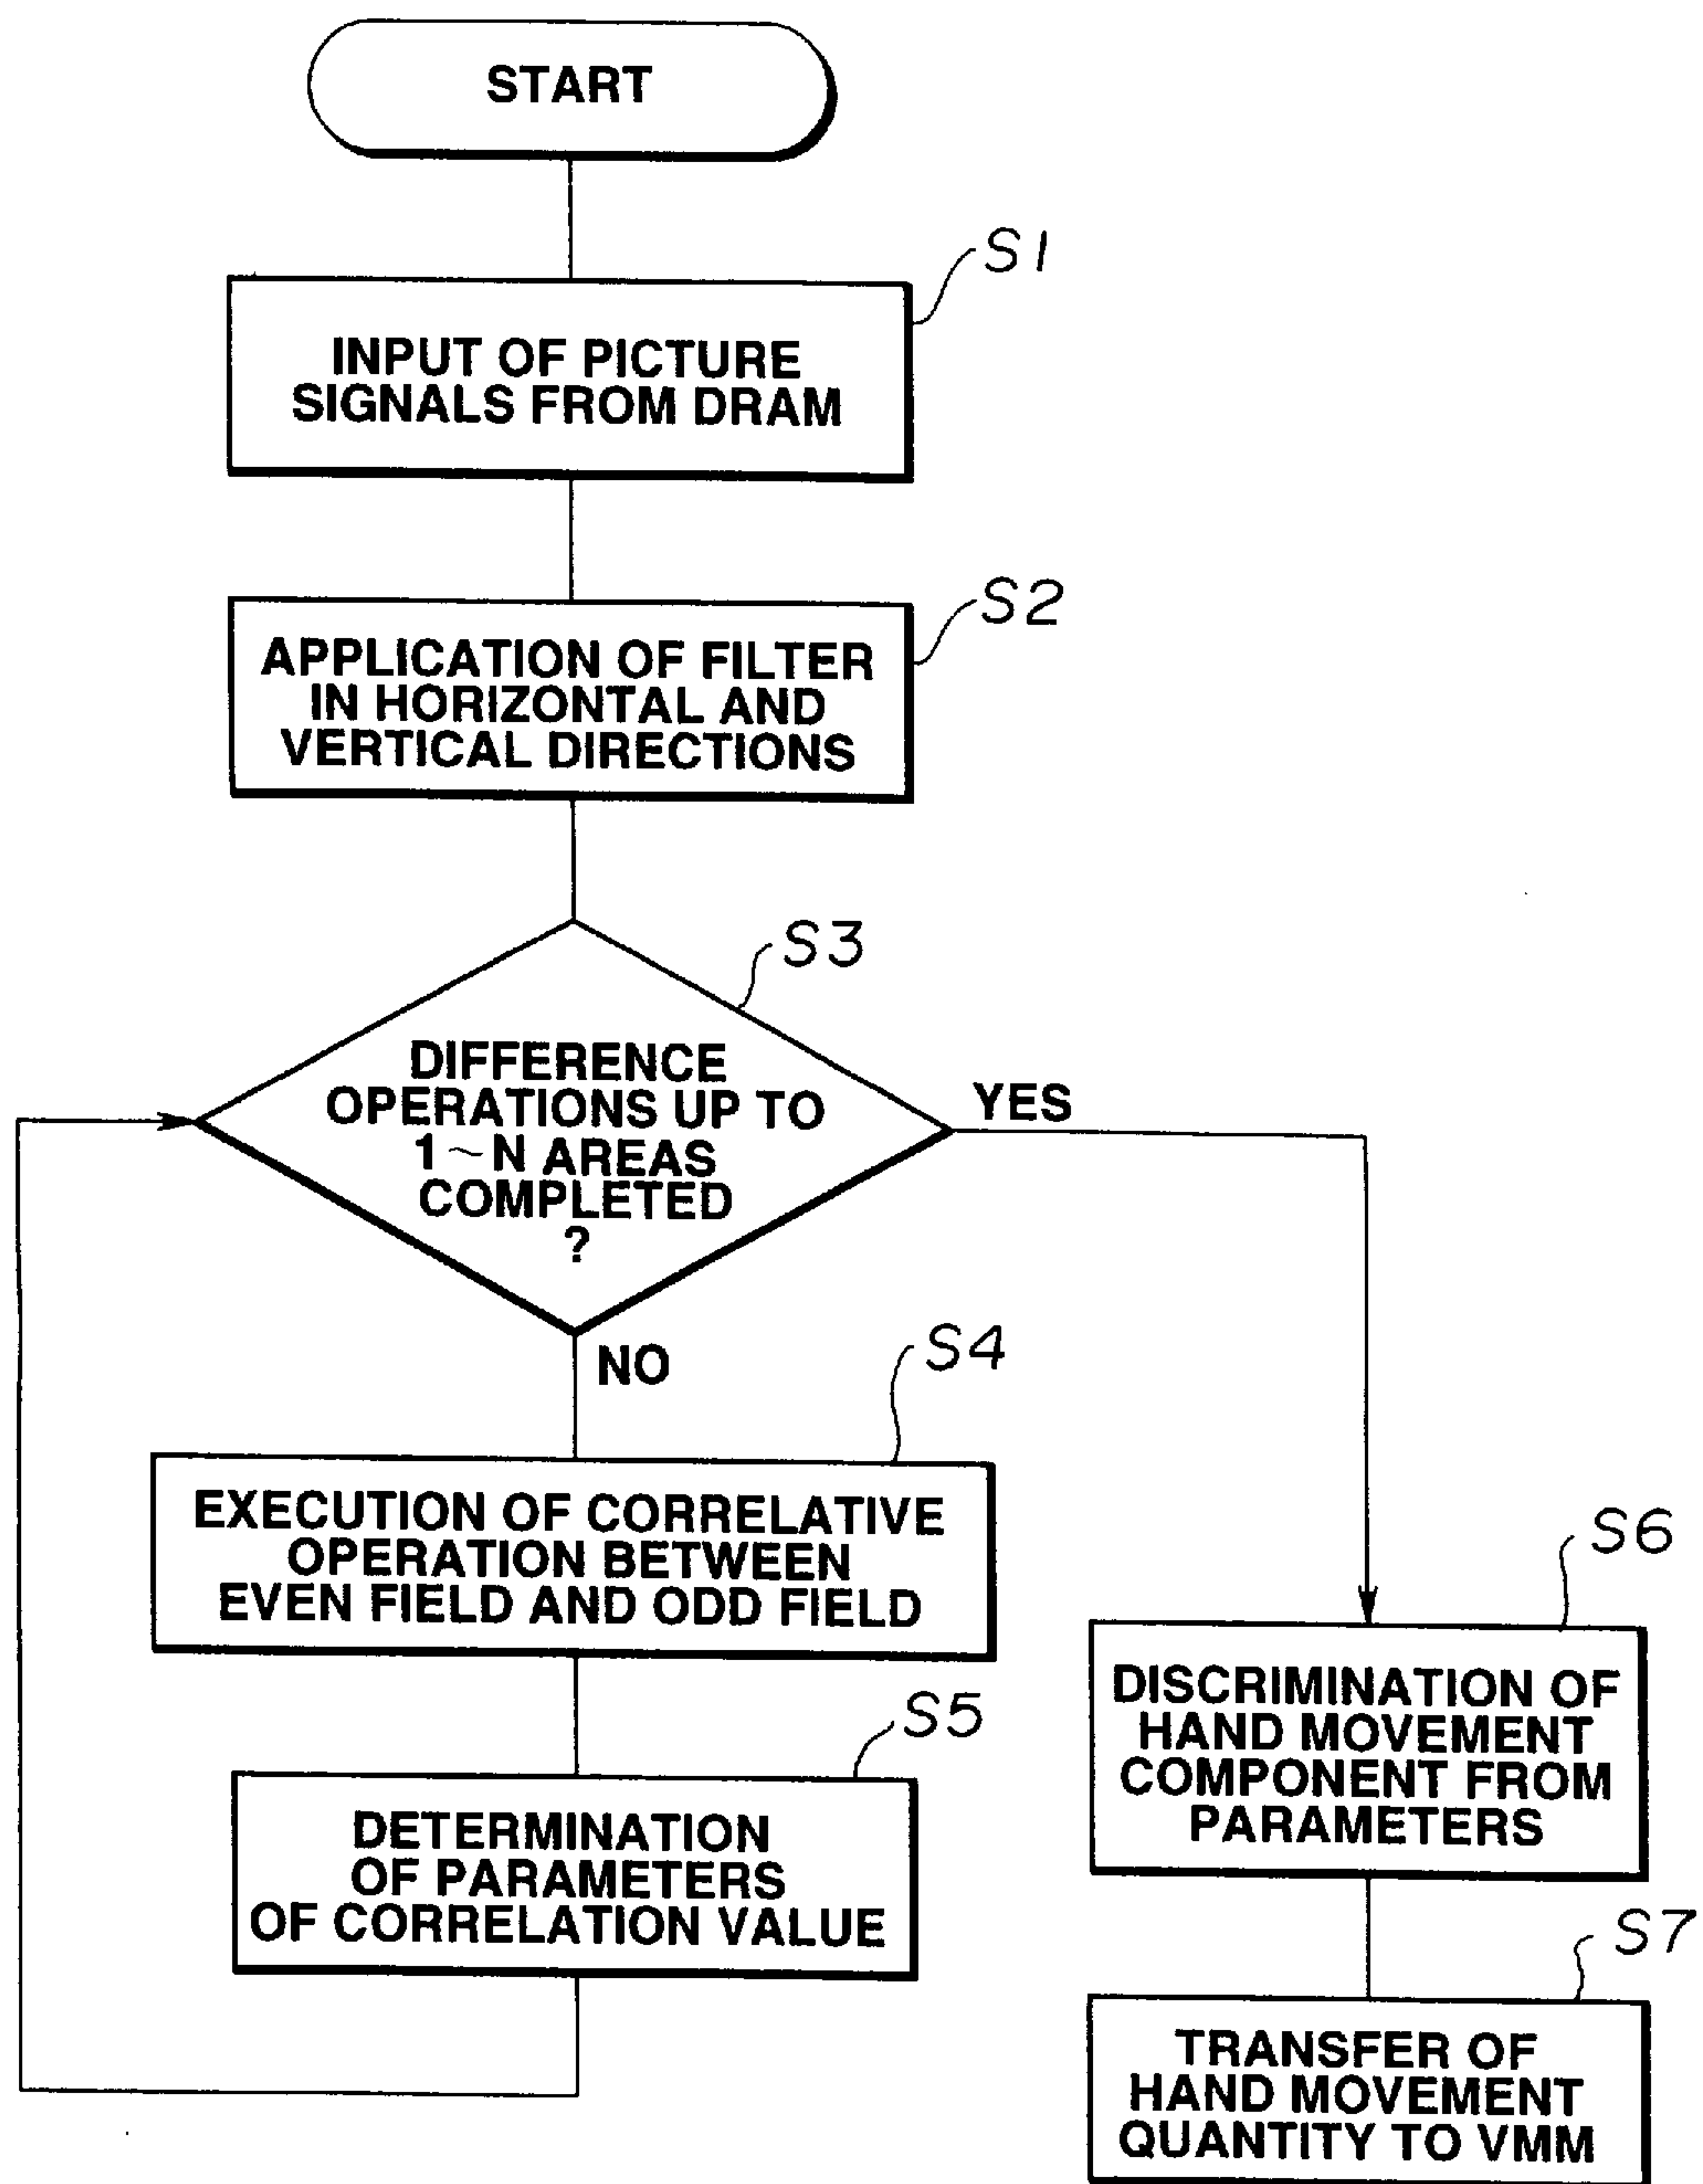 START
S1
INPUT OF PICTURE
SIGNALS FROM DRAM
S2
APPLICATION OF FILTER
IN HORIZONTAL AND
VERTICAL DIRECTIONS
S3
DIFFERENCE
OPERATIONS UP TO
1~N AREAS
COMPLETED
?
YES
NO
S4
EXECUTION OF CORRELATIVE
OPERATION BETWEEN
EVEN FIELD AND ODD FIELD
S5
DETERMINATION
OF PARAMETERS
OF CORRELATION VALUE
S6
DISCRIMINATION OF
HAND MOVEMENT
COMPONENT FROM
PARAMETERS
S7
TRANSFER OF
HAND MOVEMENT
QUANTITY TO VMM